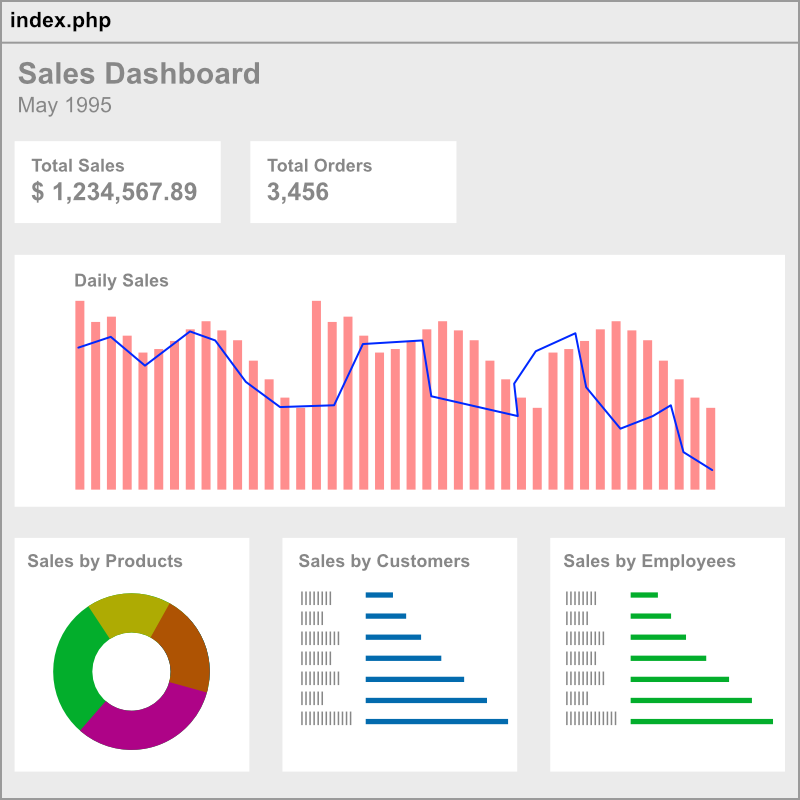 index.php
Sales Dashboard
May 1995
Total Sales
$ 1,234,567.89
Total Orders
3,456
Daily Sales
Sales by Products
Sales by Customers
Sales by Employees